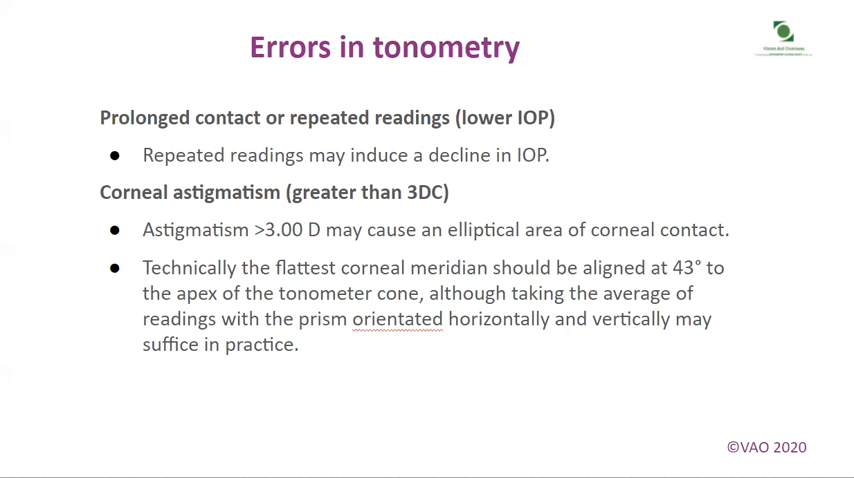 Errors in tonometry
Vision Aid Overseas
Prolonged contact or repeated readings (lower IOP)
● Repeated readings may induce a decline in IOP.
Corneal astigmatism (greater than 3DC)
● Astigmatism >3.00 D may cause an elliptical area of corneal contact.
● Technically the flattest corneal meridian should be aligned at 43° to
the apex of the tonometer cone, although taking the average of
readings with the prism orientated horizontally and vertically may
suffice in practice.
©VAO 2020